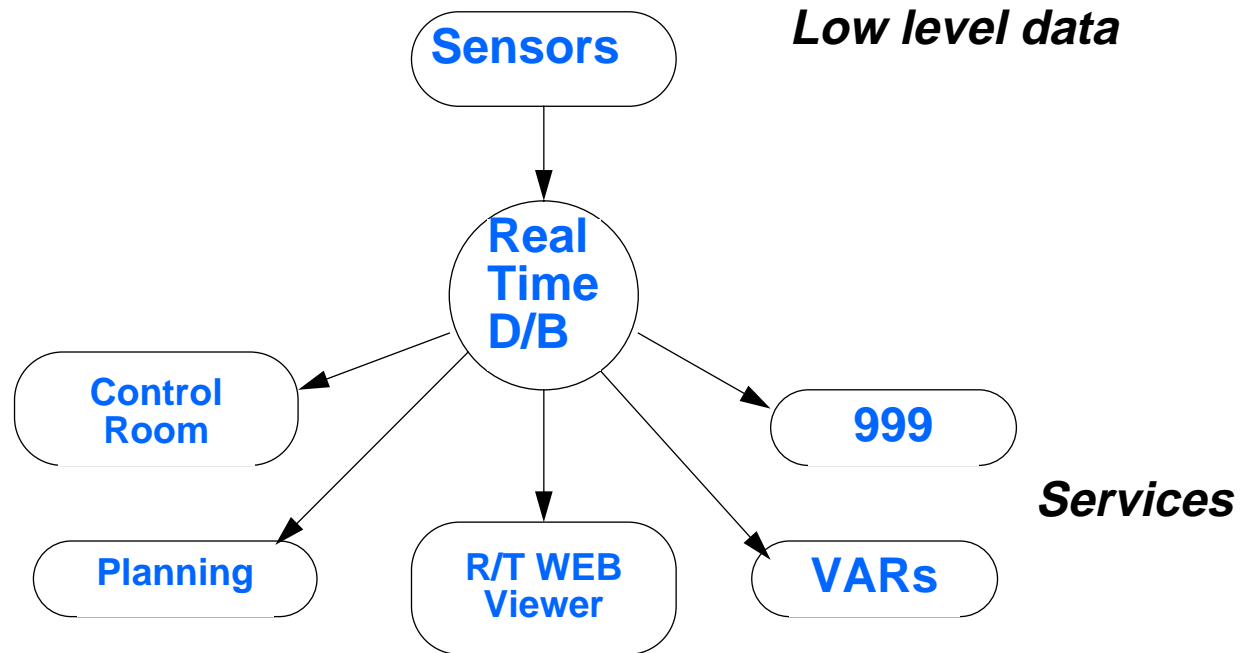 Sensors
Low level data
Real
Time
D/B
Control
Room
999
Services
Planning
R/T WEB
Viewer
VARs